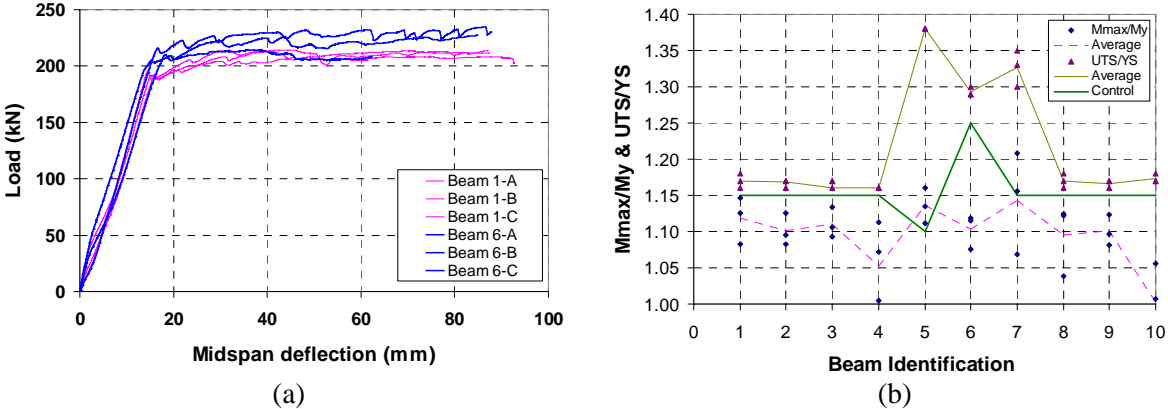 250
200
150
100
50
0
Load (kN)
Beam 1-A
Beam 1-B
Beam 1-C
Beam 6-A
Beam 6-B
Beam 6-C
0 20 40 60 80 100
Midspan deflection (mm)
(a)
1.40
1.35
1.30
1.25
1.20
1.15
1.10
1.05
1.00
Mmax/My & UTS/YS
Mmax/My
Average
UTS/YS
Average
Control
0 1 2 3 4 5 6 7 8 9 10
Beam Identification
(b)